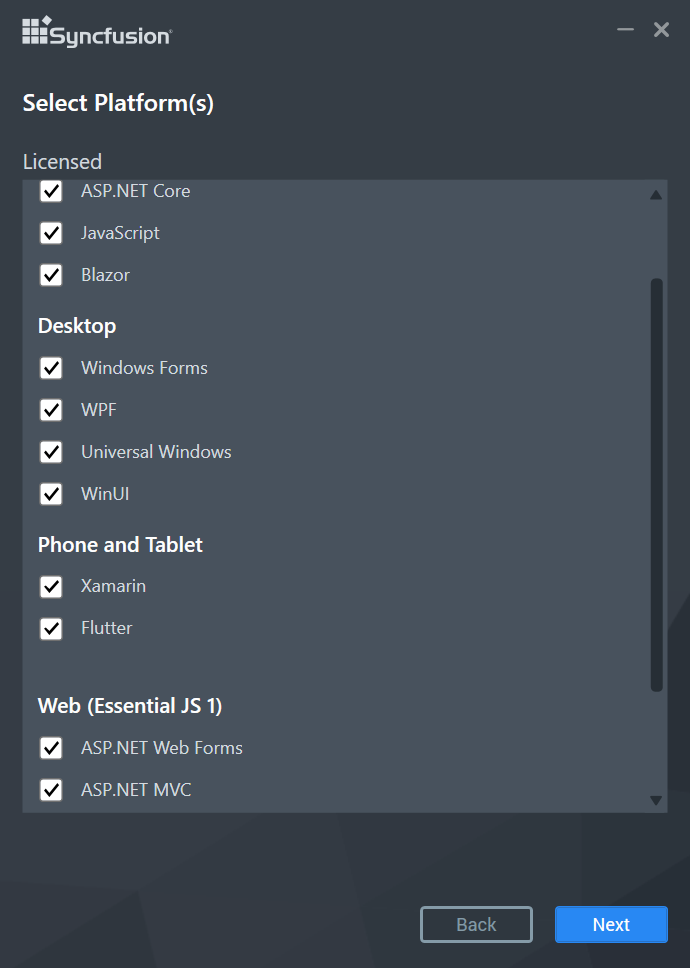 Syncfusion®
Select Platform(s)
Licensed
ASP.NET Core
JavaScript
Blazor
Desktop
Windows Forms
WPF
Universal Windows
WinUI
Phone and Tablet
Xamarin
Flutter
Web (Essential JS 1)
ASP.NET Web Forms
ASP.NET MVC
Back
Next